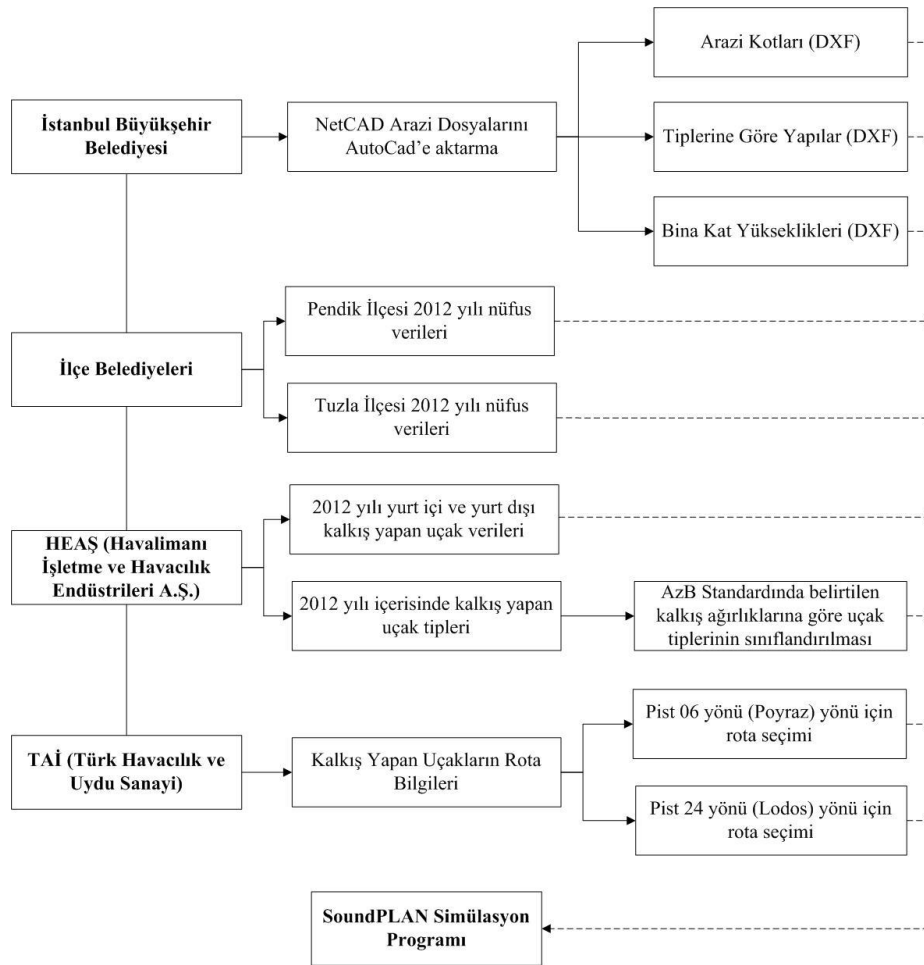 Arazi Kotları (DXF)
İstanbul Büyükşehir
Belediyesi
NetCAD Arazi Dosyalarını
AutoCad’e aktarma
Tiplerine Göre Yapılar (DXF)
Bina Kat Yükseklikleri (DXF)
Pendik İlçesi 2012 yılı nüfus
verileri
İlçe Belediyeleri
Tuzla İlçesi 2012 yılı nüfus
verileri
2012 yılı yurt içi ve yurt dışı
kalkış yapan uçak verileri
HEAŞ (Havalimanı
İşletme ve Havacılık
Endüstrileri A.Ş.)
2012 yılı içerisinde kalkış yapan
uçak tipleri
AzB Standardında belirtilen
kalkış ağırlıklarına göre uçak
tiplerinin sınıflandırılması
Pist 06 yönü (Poyraz) yönü için
rota seçimi
TAİ (Türk Havacılık ve
Uydu Sanayi)
Kalkış Yapan Uçakların Rota
Bilgileri
Pist 24 yönü (Lodos) yönü için
rota seçimi
SoundPLAN Simülasyon
Programı